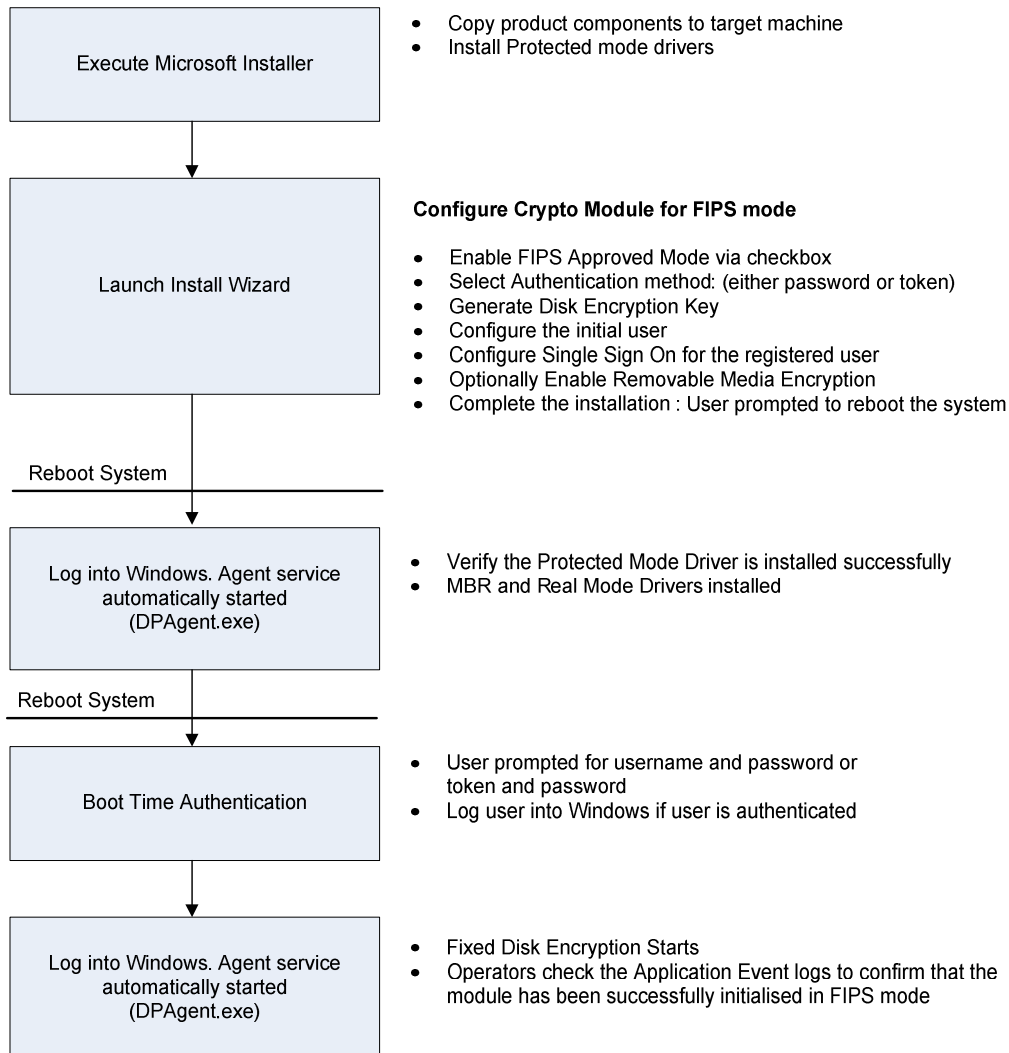 Execute Microsoft Installer
• Copy product components to target machine
• Install Protected mode drivers
Launch Install Wizard
Configure Crypto Module for FIPS mode
• Enable FIPS Approved Mode via checkbox
• Select Authentication method: (either password or token)
• Generate Disk Encryption Key
• Configure the initial user
• Configure Single Sign On for the registered user
• Optionally Enable Removable Media Encryption
• Complete the installation : User prompted to reboot the system
Reboot System
Log into Windows. Agent service
automatically started
(DPAgent.exe)
• Verify the Protected Mode Driver is installed successfully
• MBR and Real Mode Drivers installed
Reboot System
Boot Time Authentication
• User prompted for username and password or
token and password
• Log user into Windows if user is authenticated
Log into Windows. Agent service
automatically started
(DPAgent.exe)
• Fixed Disk Encryption Starts
• Operators check the Application Event logs to confirm that the
module has been successfully initialised in FIPS mode